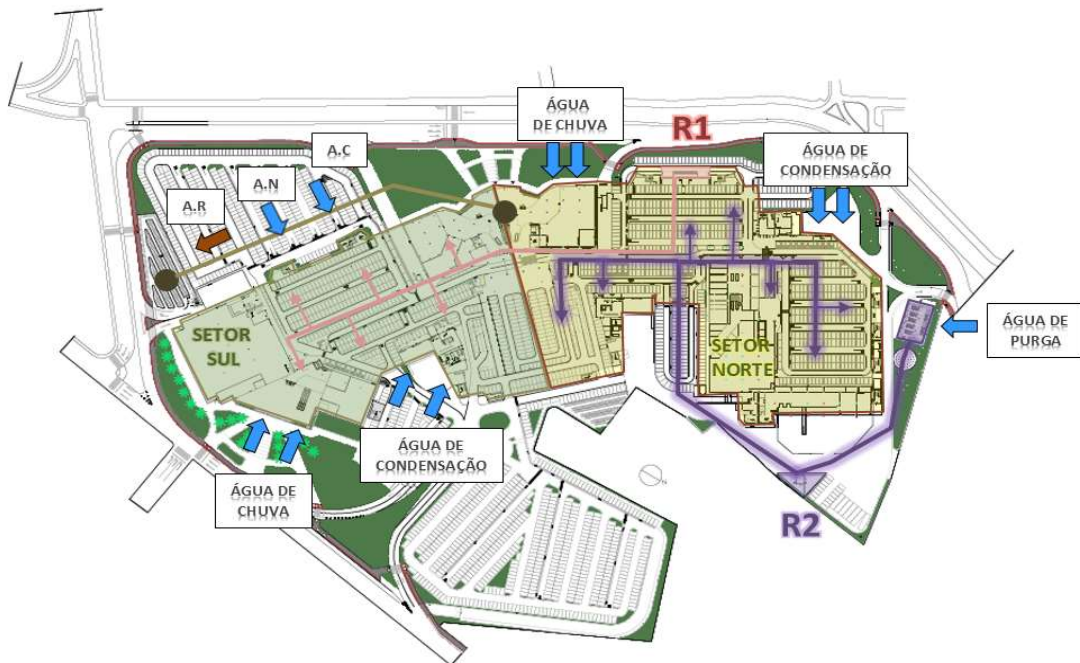 ÁGUA
DE CHUVA
R1
ÁGUA DE
CONDENSAÇÃO
A.C
A.N
A.R
SETOR
SUL
SETOR
NORTE
ÁGUA DE
PURGA
ÁGUA DE
CONDENSAÇÃO
ÁGUA DE
CHUVA
R2